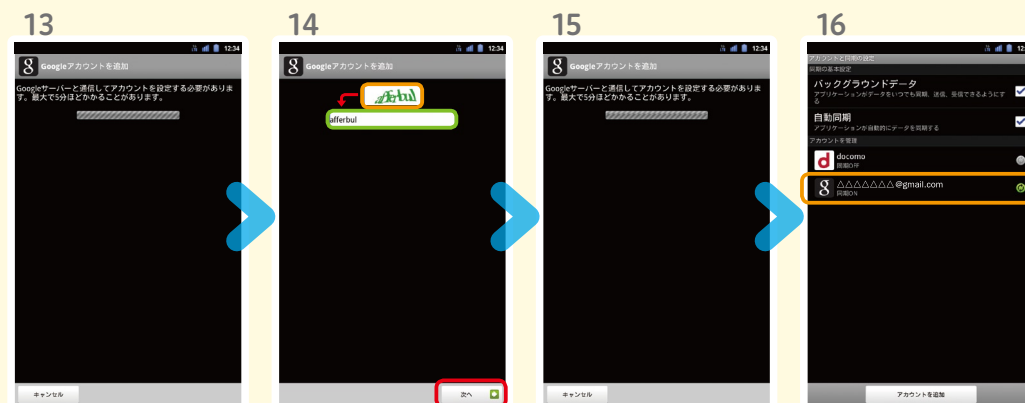 13
12:34
Googleアカウントを追加
Googleサーバーと通信してアカウントを設定する必要がありま
す。最大で5分ほどかかることがあります。
キャンセル
14
12:34
Googleアカウントを追加
afferbul
afferbul
次へ
15
12:34
Googleアカウントを追加
Googleサーバーと通信してアカウントを設定する必要がありま
す。最大で5分ほどかかることがあります。
キャンセル
16
アカウントと同期の設定
同期の基本設定
バックグラウンドデータ
アプリケーションがデータをいつでも同期、送信、受信できるようにす
る
自動同期
アプリケーションが自動的にデータを同期する
アカウントを管理
docomo
同期OFF
△△△△△△△@gmail.com
同期ON
アカウントを追加